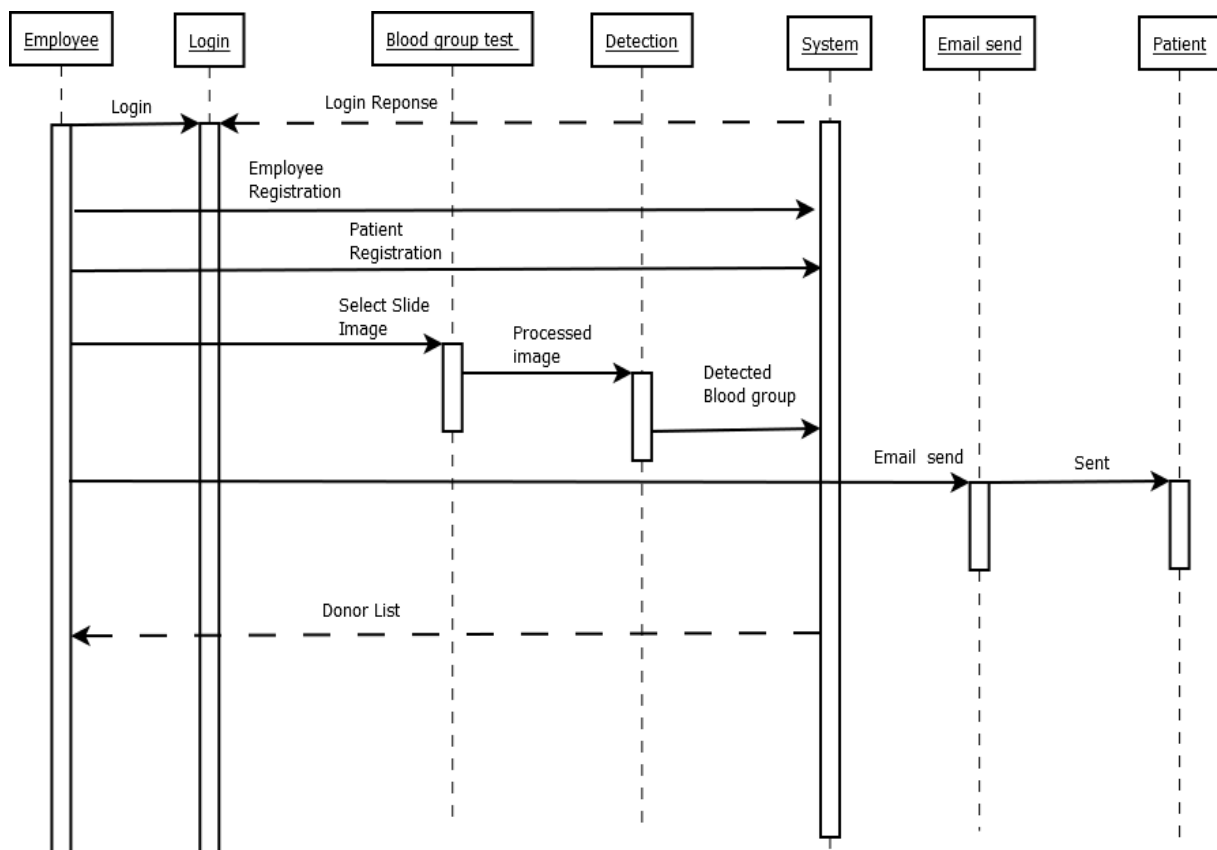 Employee
Login
Blood group test
Detection
System
Email send
Patient
Login
Login Reponse
Employee
Registration
Patient
Registration
Select Slide
Image
Processed
image
Detected
Blood group
Email send
Sent
Donor List